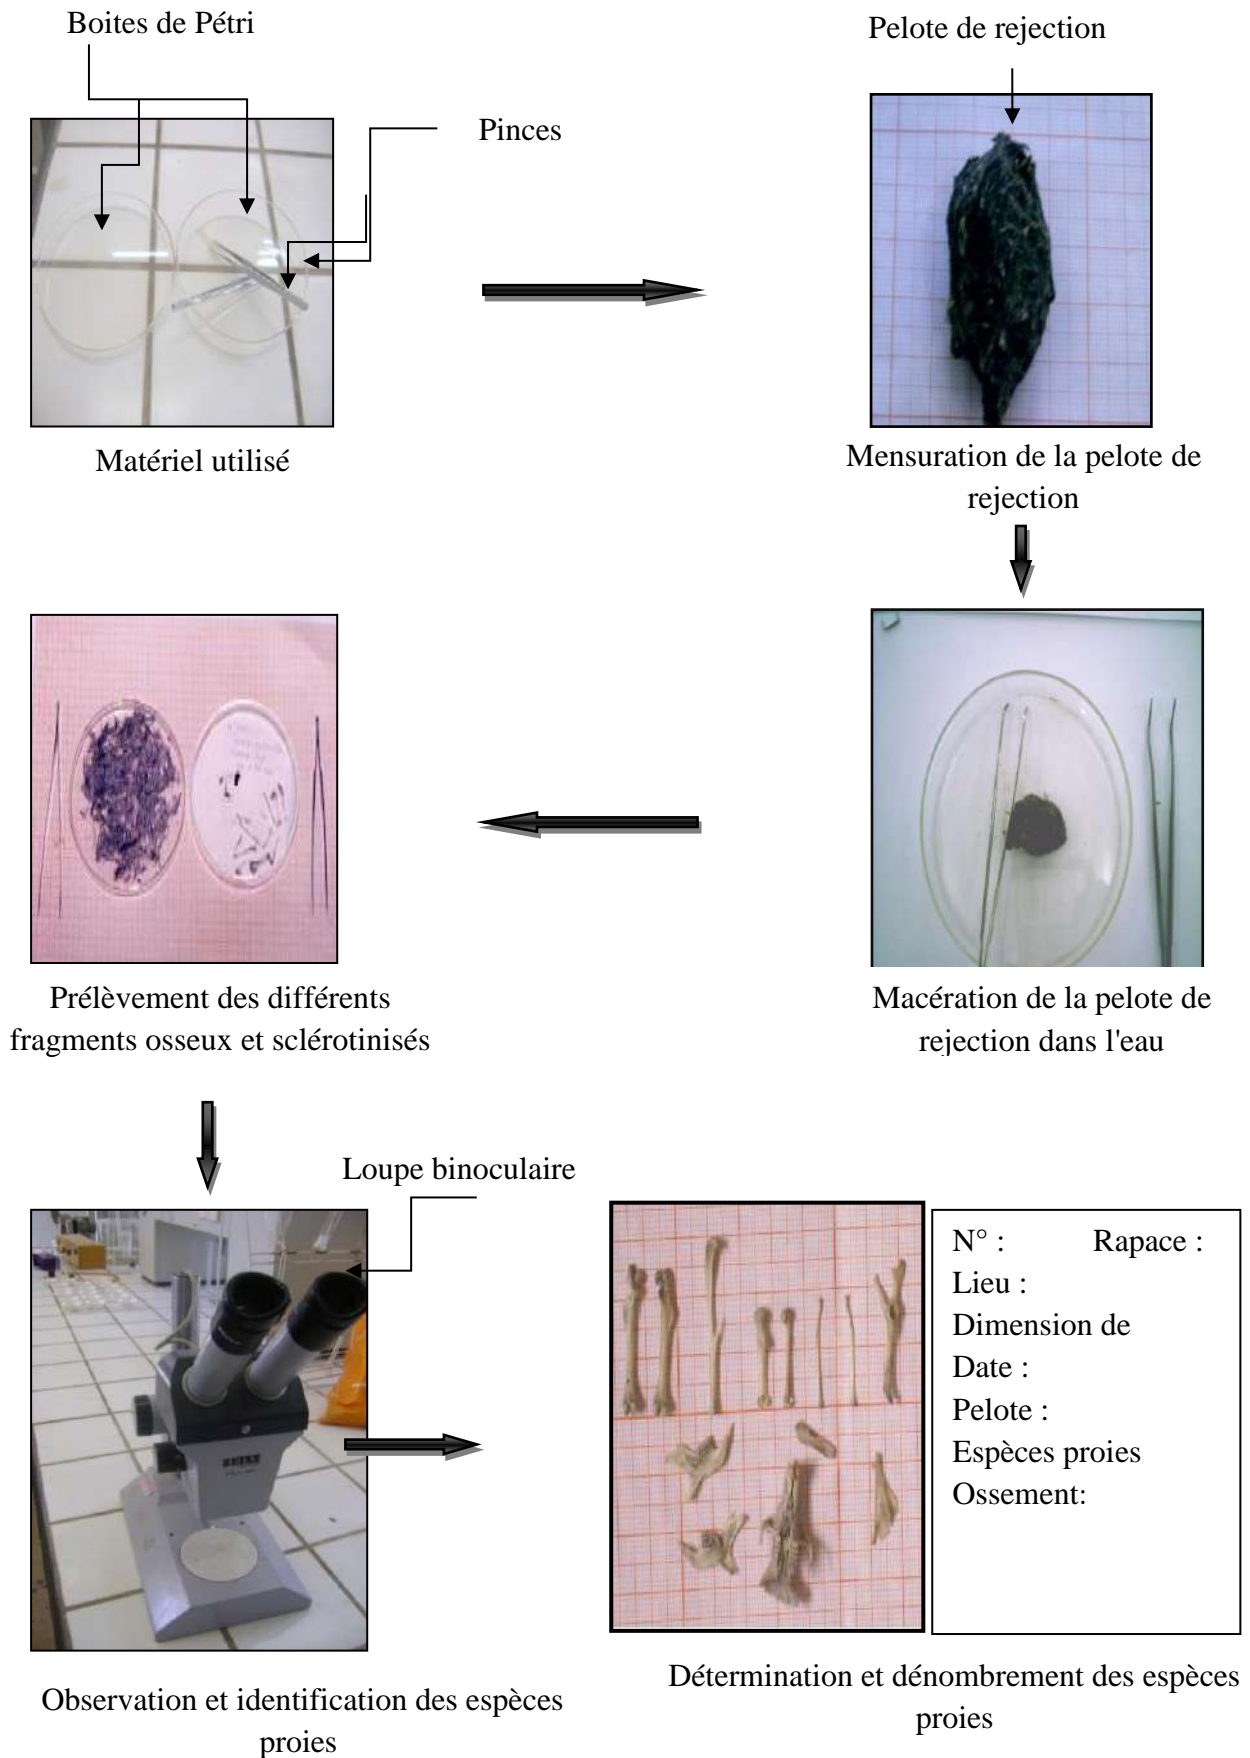 Boites de Pétri
Pelote de rejection
Pinces
Matériel utilisé
Mensuration de la pelote de
rejection
Prélèvement des différents
fragments osseux et sclérotinisés
Macération de la pelote de
rejection dans l'eau
Loupe binoculaire
ZEISS
N° : Rapace :
Lieu :
Dimension de
Date :
Pelote :
Espèces proies
Ossement:
Observation et identification des espèces
proies
Détermination et dénombrement des espèces
proies